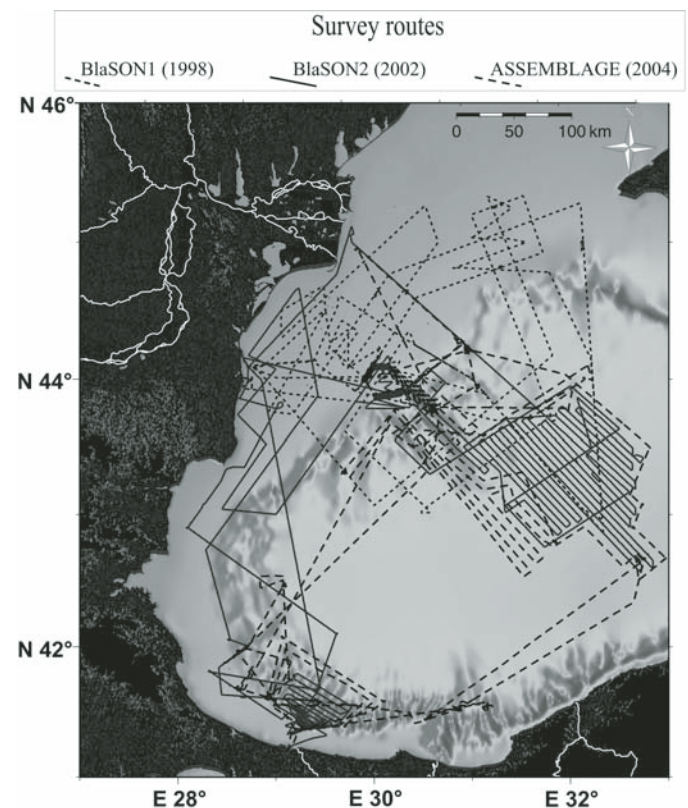 Survey routes
BlaSON1 (1998) BlaSON2 (2002) ASSEMBLAGE (2004)
N 46°
0 50 100 km
N 44°
N 42°
E 28° E 30° E 32°